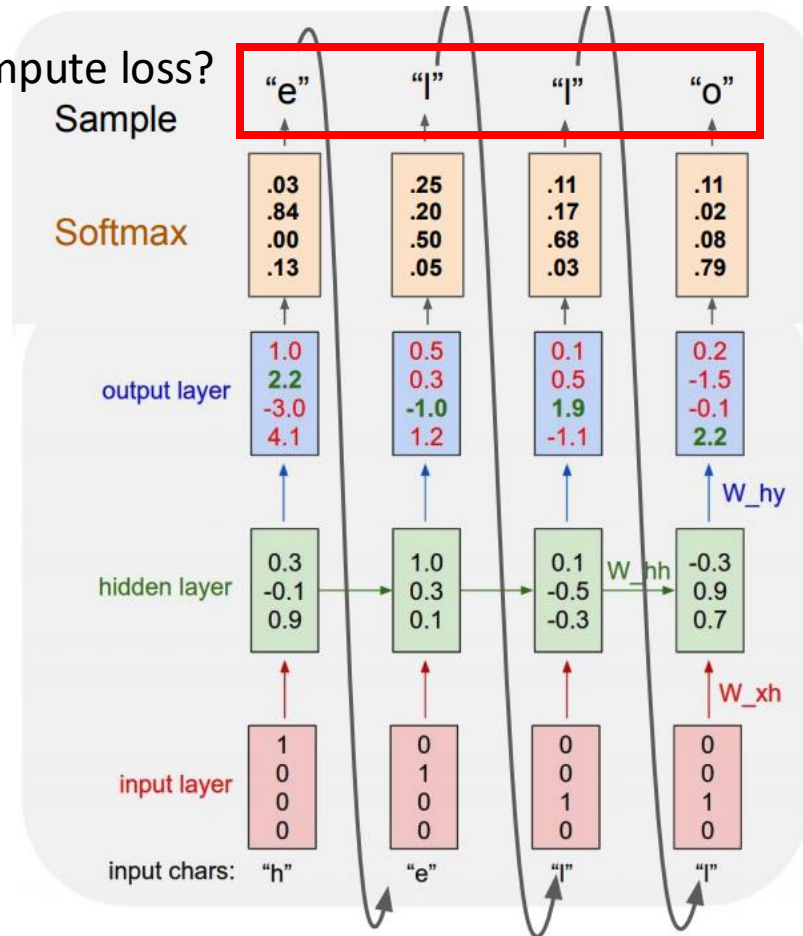 mpute loss?
Sample “e” “l” “l” “o”
Softmax
.03 .25 .11 .11
.84 .20 .17 .02
.00 .50 .68 .08
.13 .05 .03 .79
output layer
1.0 0.5 0.1 0.2
2.2 0.3 0.5 -1.5
-3.0 -1.0 1.9 -0.1
4.1 1.2 -1.1 2.2
W_hy
hidden layer
0.3 1.0 0.1 W_hh -0.3
-0.1 0.3 -0.5 0.9
0.9 0.1 -0.3 0.7
W_xh
input layer
1 0 0 0
0 1 0 0
0 0 1 1
0 0 0 0
input chars: “h” “e” “l” “l”